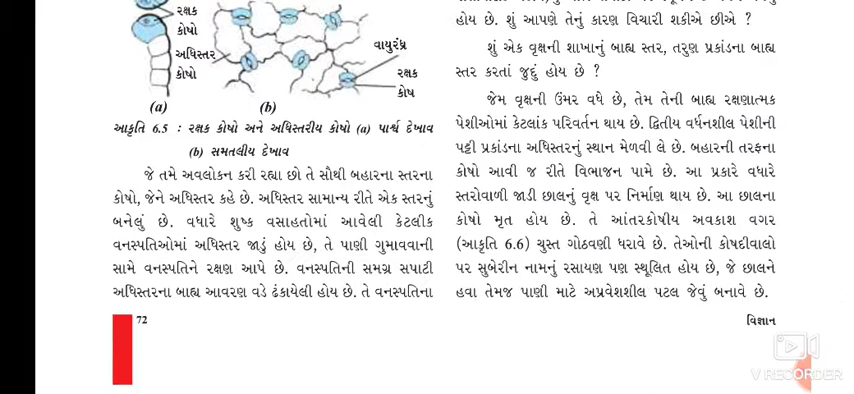 રક્ષક
કોષો
અધિસ્તર
કોષો
વાયુરંધ્ર
રક્ષક
કોષ
(a)
(b)
આકૃતિ 6.5 : રક્ષક કોષો અને અધિસ્તરીય કોષો (a) પાર્શ્વ દેખાવ
(b) સમતલીય દેખાવ
જે તમે અવલોકન કરી રહ્યા છો તે સૌથી બહારના સ્તરના
કોષો, જેને અધિસ્તર કહે છે. અધિસ્તર સામાન્ય રીતે એક સ્તરનું
બનેલું છે. વધારે શુષ્ક વસાહતોમાં આવેલી કેટલીક
વનસ્પતિઓમાં અધિસ્તર જાડું હોય છે, તે પાણી ગુમાવવાની
સામે વનસ્પતિને રક્ષણ આપે છે. વનસ્પતિની સમગ્ર સપાટી
અધિસ્તરના બાહ્ય આવરણ વડે ઢંકાયેલી હોય છે. તે વનસ્પતિના
હોય છે. શું આપણે તેનું કારણ વિચારી શકીએ છીએ ?
શું એક વૃક્ષની શાખાનું બાહ્ય સ્તર, તરુણ પ્રકાંડના બાહ્ય
સ્તર કરતાં જુદું હોય છે ?
જેમ વૃક્ષની ઉંમર વધે છે, તેમ તેની બાહ્ય રક્ષણાત્મક
પેશીઓમાં કેટલાંક પરિવર્તન થાય છે. દ્વિતીય વર્ધનશીલ પેશીની
પટ્ટી પ્રકાંડના અધિસ્તરનું સ્થાન મેળવી લે છે. બહારની તરફના
કોષો આવી જ રીતે વિભાજન પામે છે. આ પ્રકારે વધારે
સ્તરોવાળી જાડી છાલનું વૃક્ષ પર નિર્માણ થાય છે. આ છાલના
કોષો મૃત હોય છે. તે આંતરકોષીય અવકાશ વગર
(આકૃતિ 6.6) ચુસ્ત ગોઠવણી ધરાવે છે. તેઓની કોષદીવાલો
પર સુબેરીન નામનું રસાયણ પણ સ્થૂલિત હોય છે, જે છાલને
હવા તેમજ પાણી માટે અપ્રવેશશીલ પટલ જેવું બનાવે છે.
72
વિજ્ઞાન
V RECORDER